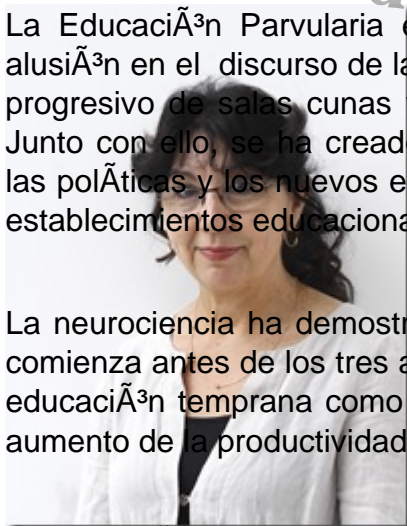 La EducaciÃ³n Parvularia e
alusiÃ³n en el discurso de la
progresivo de salas cunas
Junto con ello, se ha cread
las polÃ­ticas y los nuevos e
establecimientos educaciona
La neurociencia ha demostr
comienza antes de los tres a
educaciÃ³n temprana como
aumento de la productividad